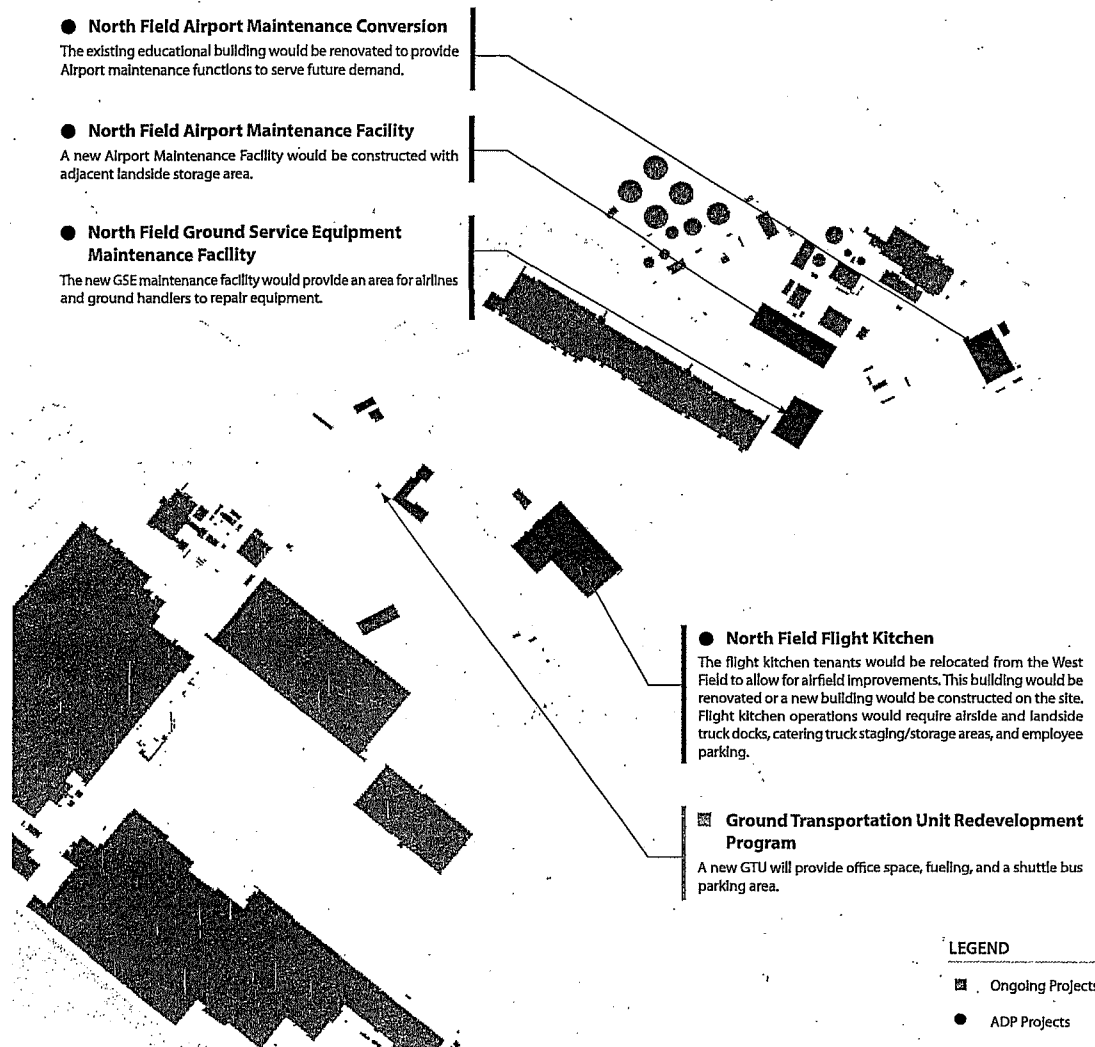 North Field Airport Maintenance Conversion
The existing educational building would be renovated to provide
Airport maintenance functions to serve future demand.
North Field Airport Maintenance Facility
A new Airport Maintenance Facility would be constructed with
adjacent landside storage area.
North Field Ground Service Equipment
Maintenance Facility
The new GSE maintenance facility would provide an area for airlines
and ground handlers to repair equipment.
North Field Flight Kitchen
The flight kitchen tenants would be relocated from the West
Field to allow for airfield improvements. This building would be
renovated or a new building would be constructed on the site.
Flight kitchen operations would require airside and landside
truck docks, catering truck staging/storage areas, and employee
parking.
Ground Transportation Unit Redevelopment
Program
A new GTU will provide office space, fueling, and a shuttle bus
parking area.
LEGEND
Ongoing Projects
ADP Projects